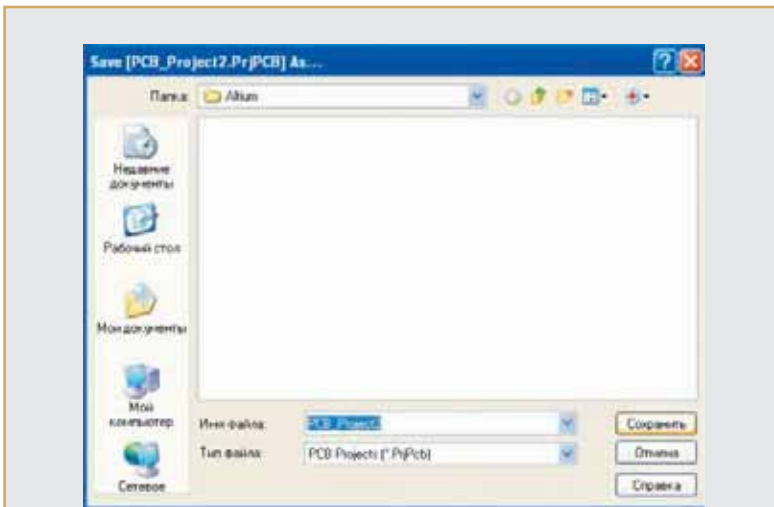 Save [PCB_Project2.PrjPCB] As...
Папка: Altium
Недавние
документы
Рабочий стол
Мои документы
Мой
компьютер
Сетевое
Имя файла: PCB_Project2
Тип файла: PCB Projects (*.PrjPcb)
Сохранить
Отмена
Справка